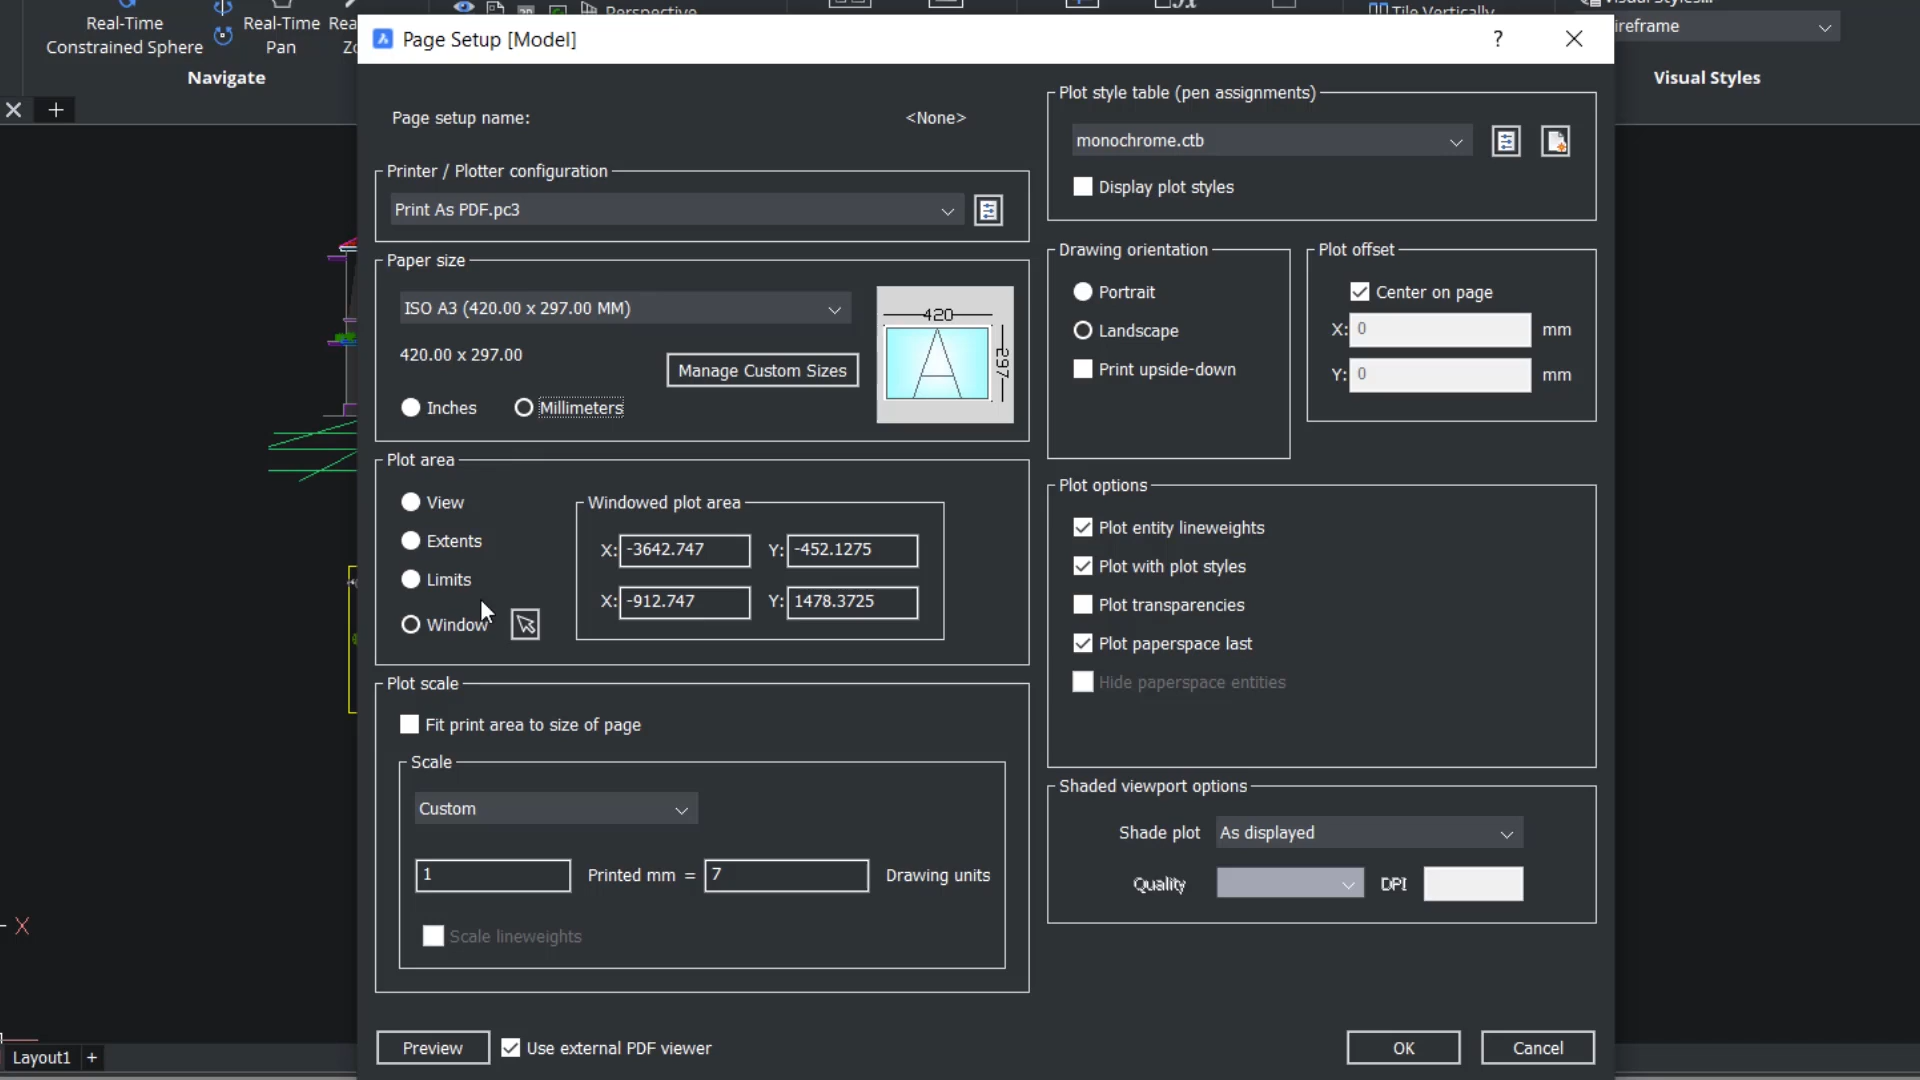 Real-Time
Constrained Sphere
Real-Time
Pan
Navigate
Perspective
Tile Vertically
Visual Styles...
Visual Styles
Page Setup [Model]
?
Page setup name:
<None>
Printer / Plotter configuration
Print As PDF.pc3
Paper size
ISO A3 (420.00 x 297.00 MM)
420.00 x 297.00
Manage Custom Sizes
Inches
Millimeters
420
297
Plot area
View
Extents
Limits
Window
Windowed plot area
X: -3642.747 Y: -452.1275
X: -912.747 Y: 1478.3725
Plot scale
Fit print area to size of page
Scale
Custom
1 Printed mm = 7 Drawing units
Scale lineweights
Preview
Use external PDF viewer
Plot style table (pen assignments)
monochrome.ctb
Display plot styles
Drawing orientation
Portrait
Landscape
Print upside-down
Plot offset
Center on page
X: 0 mm
Y: 0 mm
Plot options
Plot entity lineweights
Plot with plot styles
Plot transparencies
Plot paperspace last
Hide paperspace entities
Shaded viewport options
Shade plot As displayed
Quality DPI
OK
Cancel
X
Layout1 +